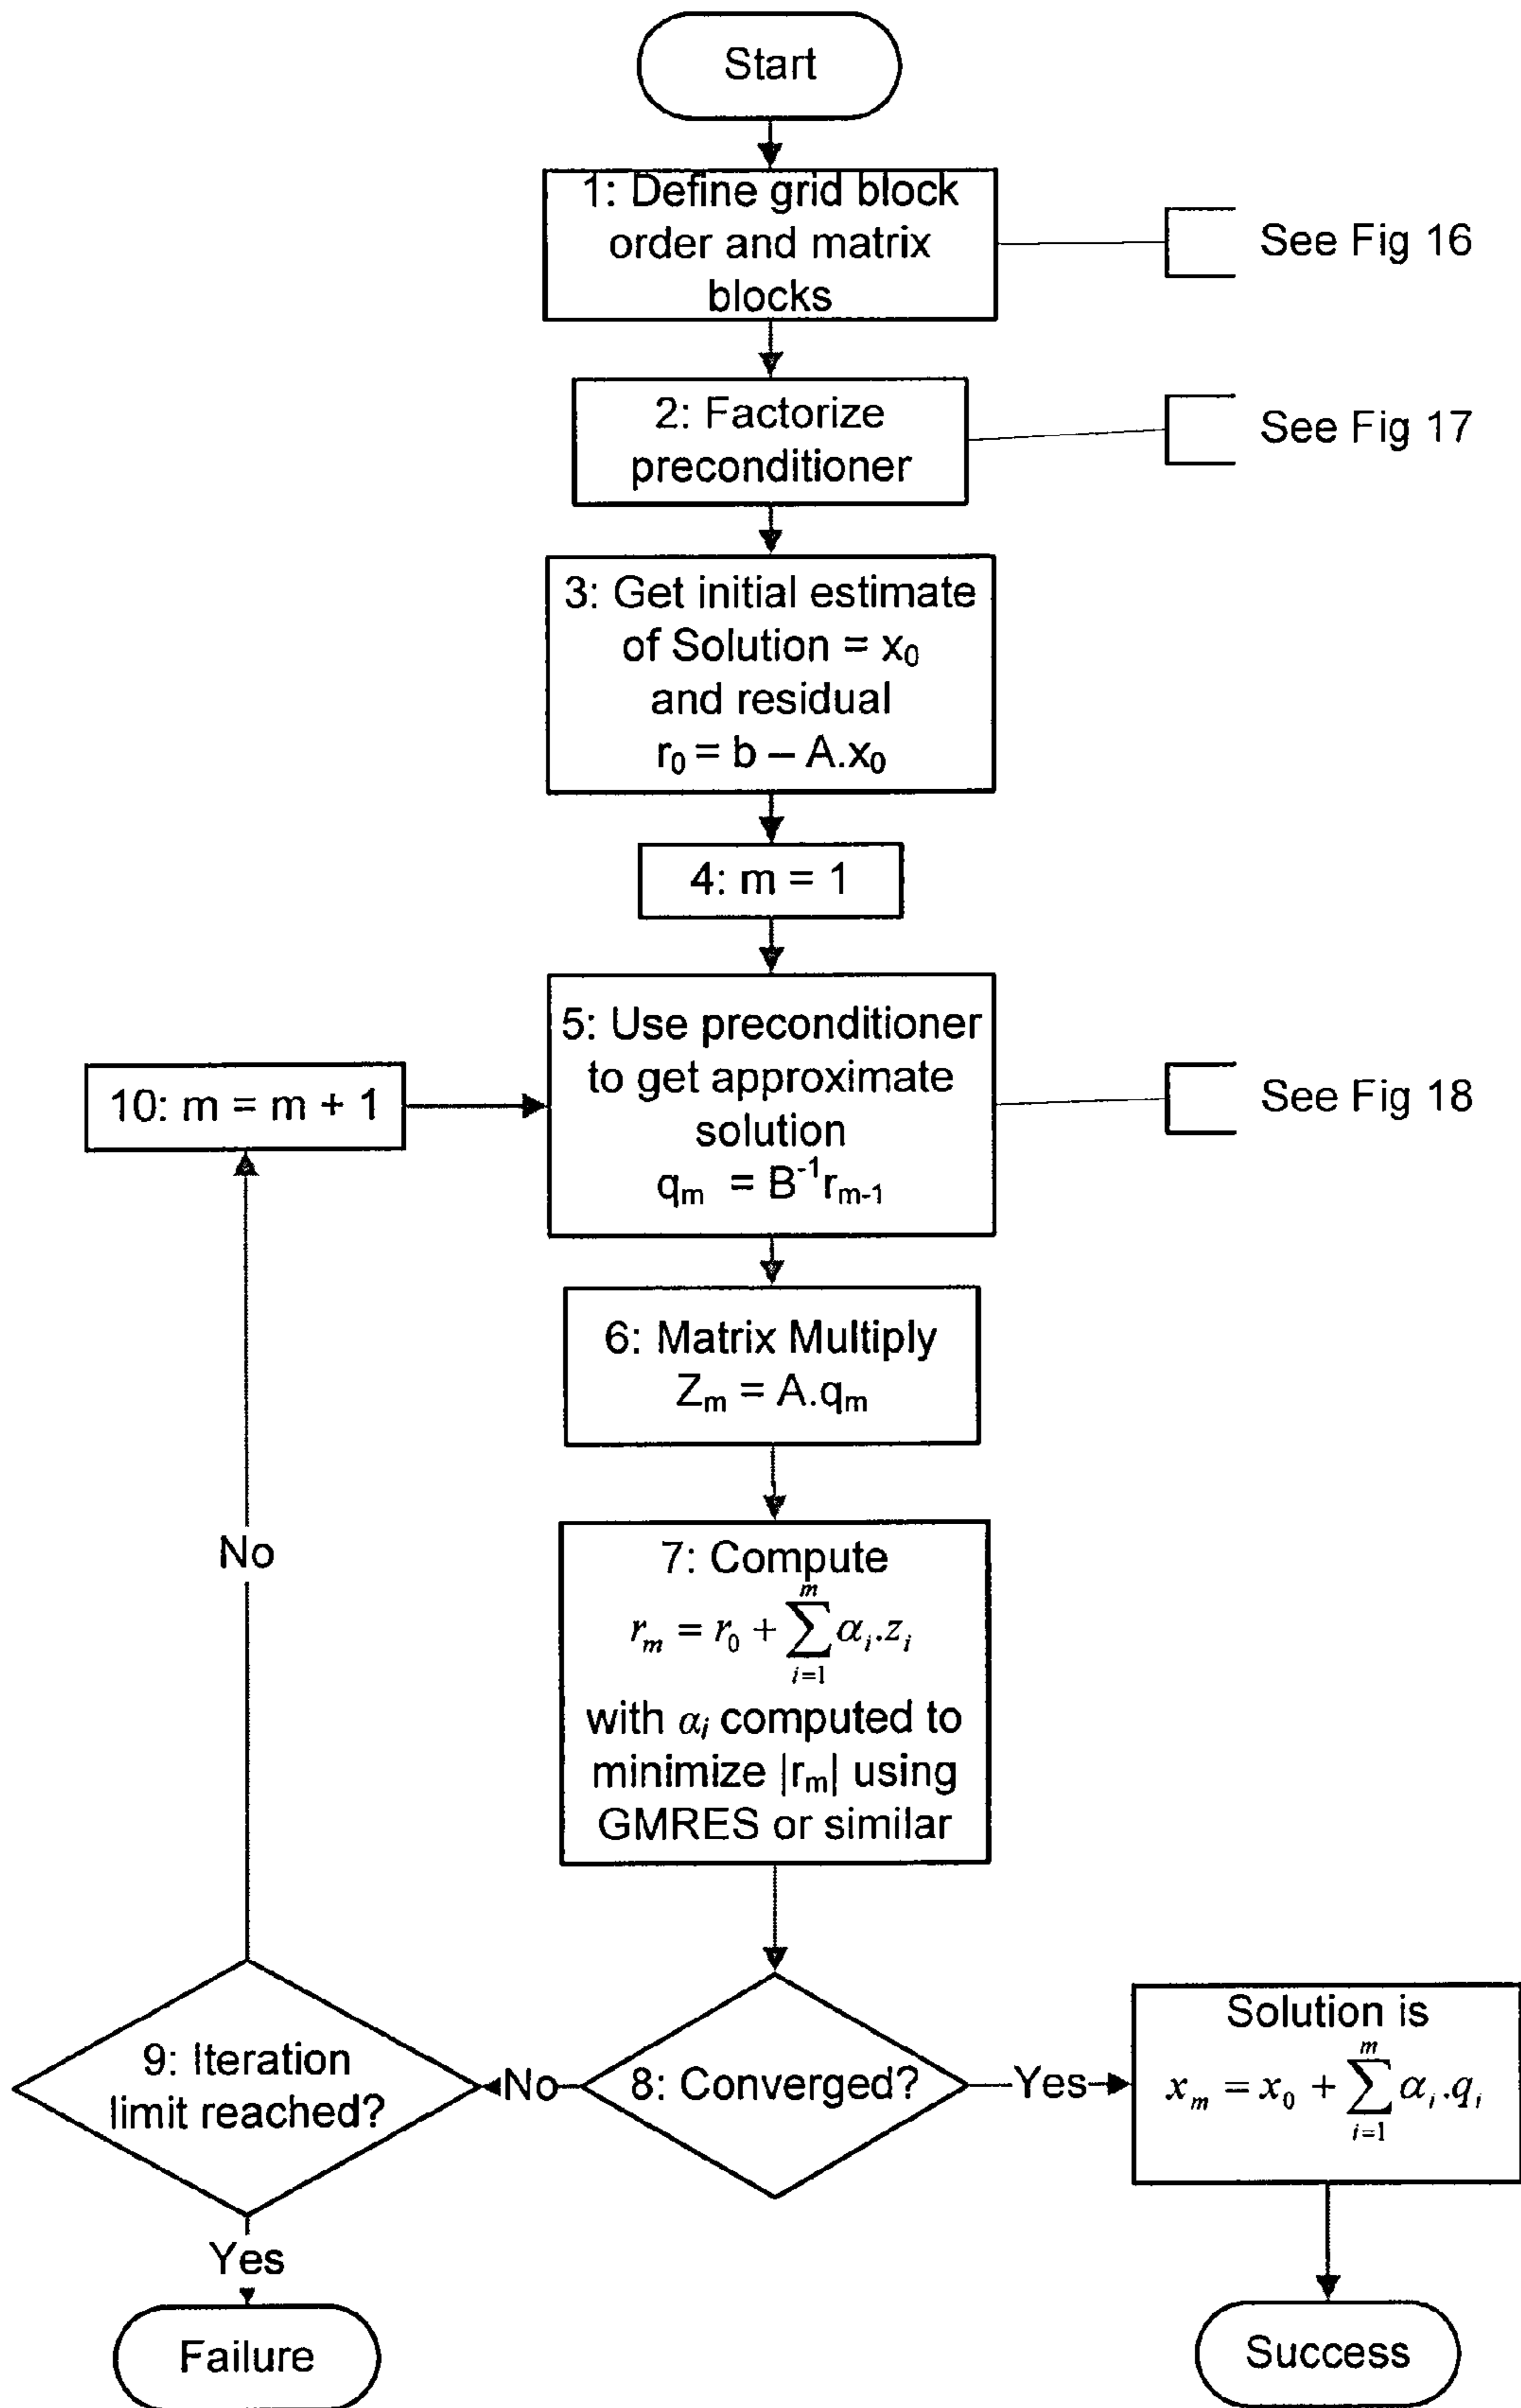 Start
1: Define grid block
order and matrix
blocks
See Fig 16
2: Factorize
preconditioner
See Fig 17
3: Get initial estimate
of Solution = x₀
and residual
r₀ = b – A.x₀
4: m = 1
5: Use preconditioner
to get approximate
solution
qₘ = B⁻¹rₘ₋₁
10: m = m + 1
See Fig 18
6: Matrix Multiply
Zₘ = A.qₘ
7: Compute
rₘ = r₀ + ∑ᵢ₌₁ᵐ αᵢ.zᵢ
with αᵢ computed to
minimize |rₘ| using
GMRES or similar
No
9: Iteration
limit reached?
No
8: Converged?
Yes
Solution is
xₘ = x₀ + ∑ᵢ₌₁ᵐ αᵢ.qᵢ
Yes
Failure
Success